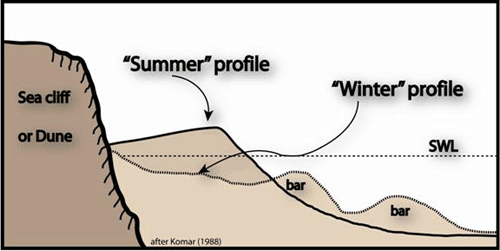 “Summer” profile
“Winter” profile
Sea cliff
or Dune
SWL
bar
bar
after Komar (1988)